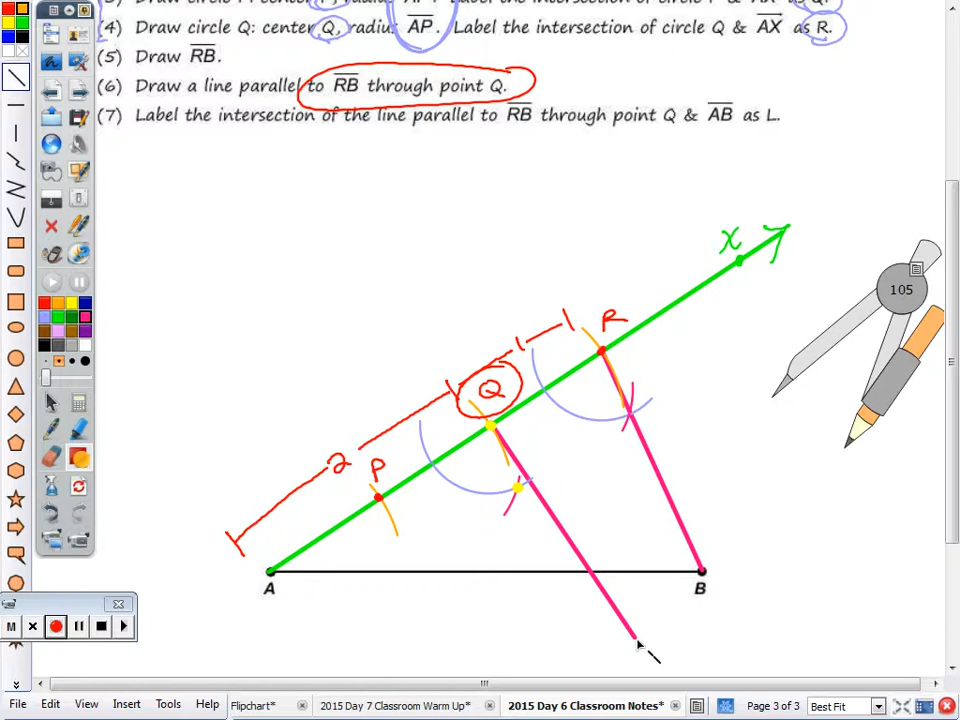 (4) Draw circle Q: center Q, radius AP. Label the intersection of circle Q & AX as R.
(5) Draw RB.
(6) Draw a line parallel to RB through point Q.
(7) Label the intersection of the line parallel to RB through point Q & AB as L.
X
105
R
Q
2
P
A
B
M
File Edit View Insert Tools Help Flipchart* 2015 Day 7 Classroom Warm Up* 2015 Day 6 Classroom Notes* Page 3 of 3 Best Fit